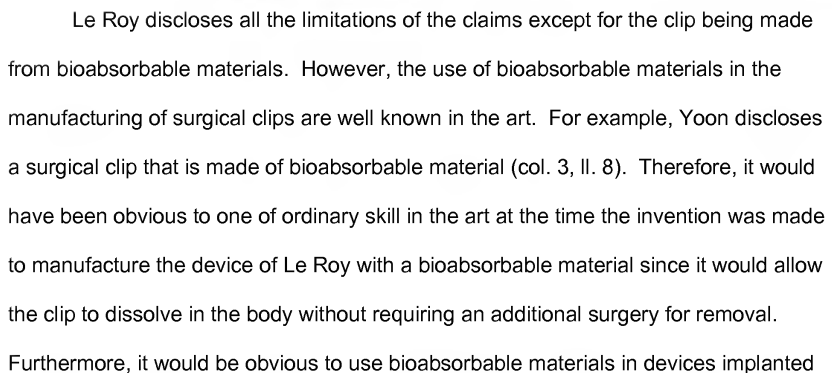 Le Roy discloses all the limitations of the claims except for the clip being made
from bioabsorbable materials.  However, the use of bioabsorbable materials in the
manufacturing of surgical clips are well known in the art.  For example, Yoon discloses
a surgical clip that is made of bioabsorbable material (col. 3, ll. 8).  Therefore, it would
have been obvious to one of ordinary skill in the art at the time the invention was made
to manufacture the device of Le Roy with a bioabsorbable material since it would allow
the clip to dissolve in the body without requiring an additional surgery for removal.
Furthermore, it would be obvious to use bioabsorbable materials in devices implanted